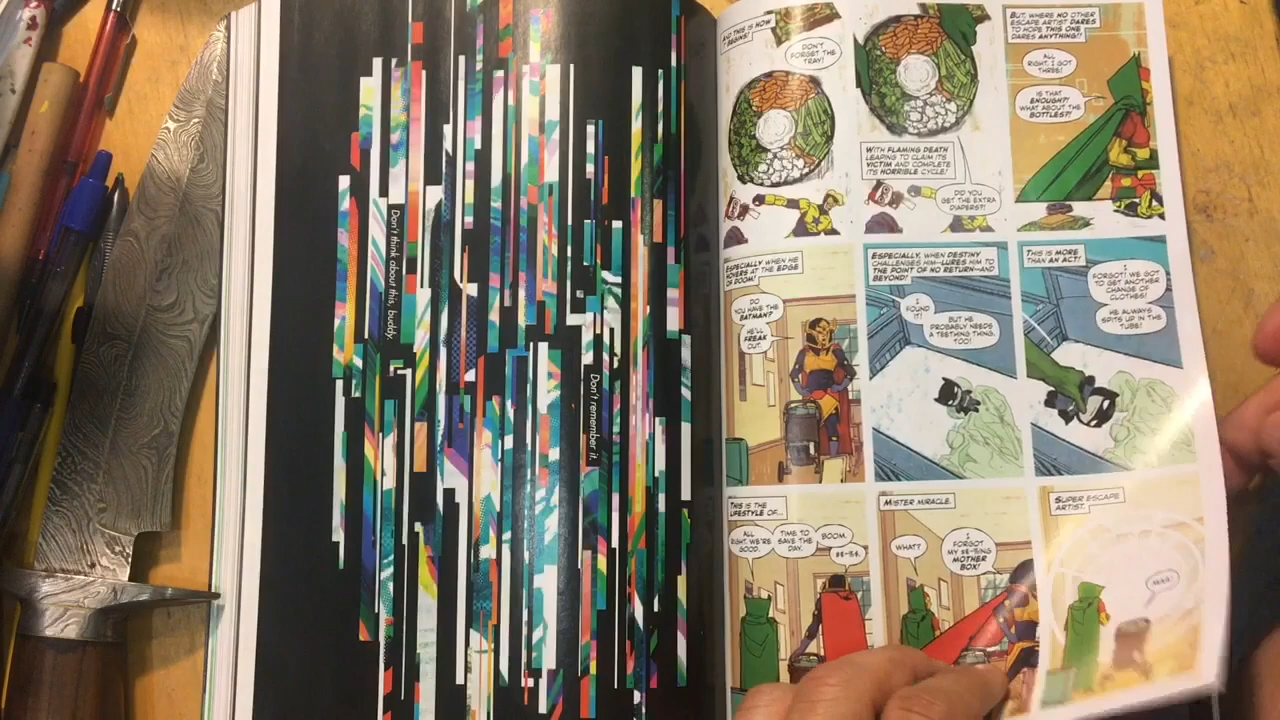 Don't think about this, buddy.
Don't remember it.
AND THIS IS HOW
IT BEGINS!
DON'T
FORGET THE
TRAY!
WITH FLAMING DEATH
LEAPING TO CLAIM ITS
VICTIM AND COMPLETE
ITS HORRIBLE CYCLE!
DID YOU
GET THE EXTRA
DIAPERS?!
BUT, WHERE NO OTHER
ESCAPE ARTIST DARES
TO HOPE THIS ONE
DARES ANYTHING!!
ALL
RIGHT. I GOT
THREE!
IS THAT
ENOUGH?!
WHAT ABOUT THE
BOTTLES?!
ESPECIALLY WHEN HE
HOVERS AT THE EDGE
OF DOOM!
DO
YOU HAVE THE
BATMAN?
HE'LL
FREAK
OUT.
ESPECIALLY, WHEN DESTINY
CHALLENGES HIM--LURES HIM TO
THE POINT OF NO RETURN--AND
BEYOND!
I
FOUND
IT!
BUT HE
PROBABLY NEEDS
A TEETHING THING,
TOO!
THIS IS MORE
THAN AN ACT!
I
FORGOT! WE GOT
TO GET ANOTHER
CHANGE OF
CLOTHES!
HE ALWAYS
SPITS UP IN THE
TUBE!
THIS IS THE
LIFESTYLE OF...
ALL
RIGHT. WE'RE
GOOD.
TIME TO
SAVE THE
DAY.
BOOM.
MISTER MIRACLE.
WHAT?
I
FORGOT
MY
MOTHER
BOX!
SUPER ESCAPE
ARTIST.